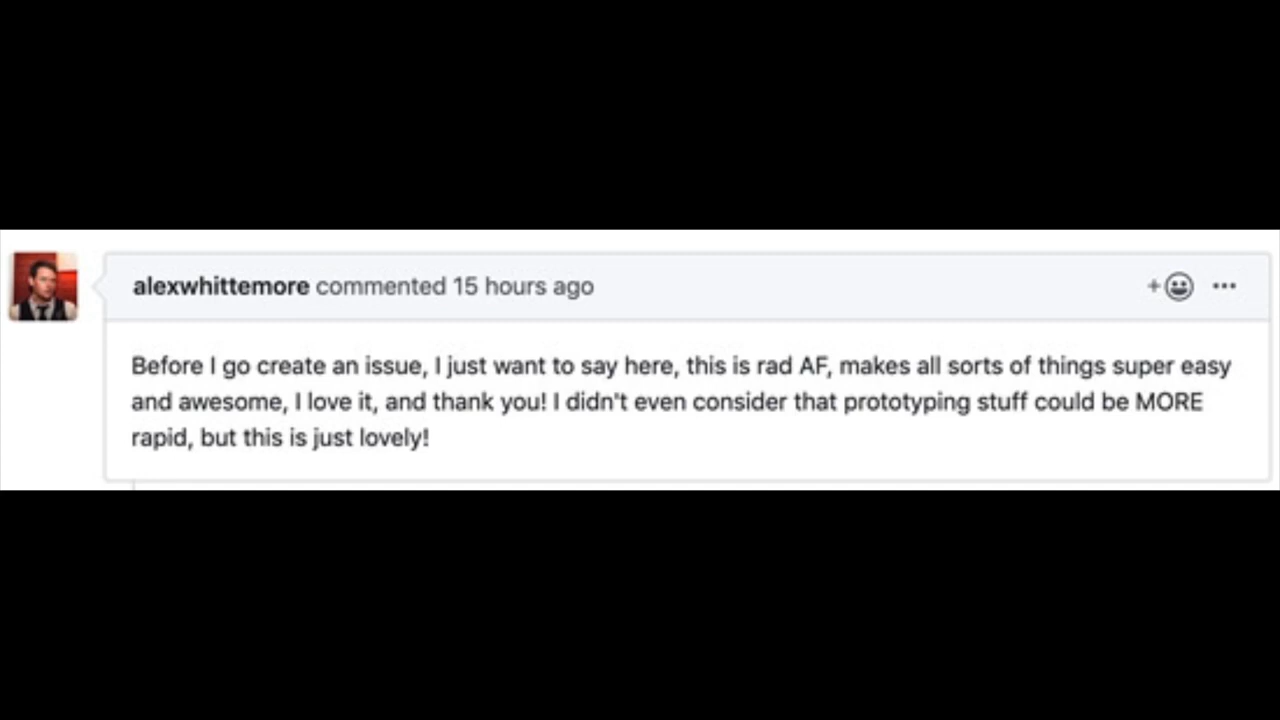 alexwhittemore commented 15 hours ago
Before I go create an issue, I just want to say here, this is rad AF, makes all sorts of things super easy
and awesome, I love it, and thank you! I didn't even consider that prototyping stuff could be MORE
rapid, but this is just lovely!